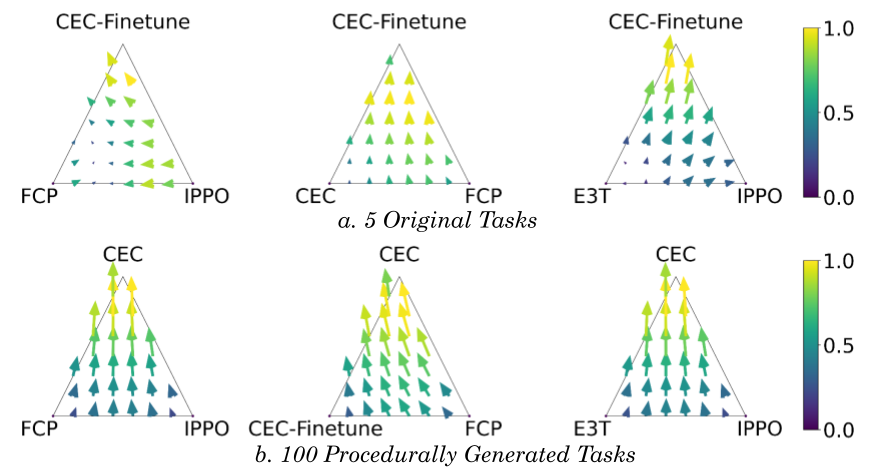 CEC-Finetune CEC-Finetune CEC-Finetune
1.0
0.5
0.0
FCP IPPO CEC FCP E3T IPPO
a. 5 Original Tasks
CEC CEC CEC
1.0
0.5
0.0
FCP IPPO CEC-Finetune FCP E3T IPPO
b. 100 Procedurally Generated Tasks